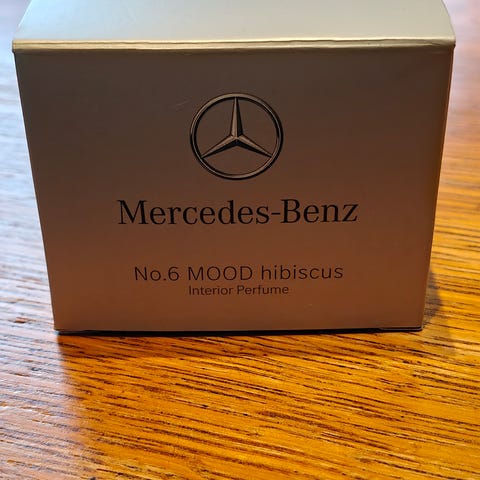 Mercedes-Benz
No.6 MOOD hibiscus
Interior Perfume